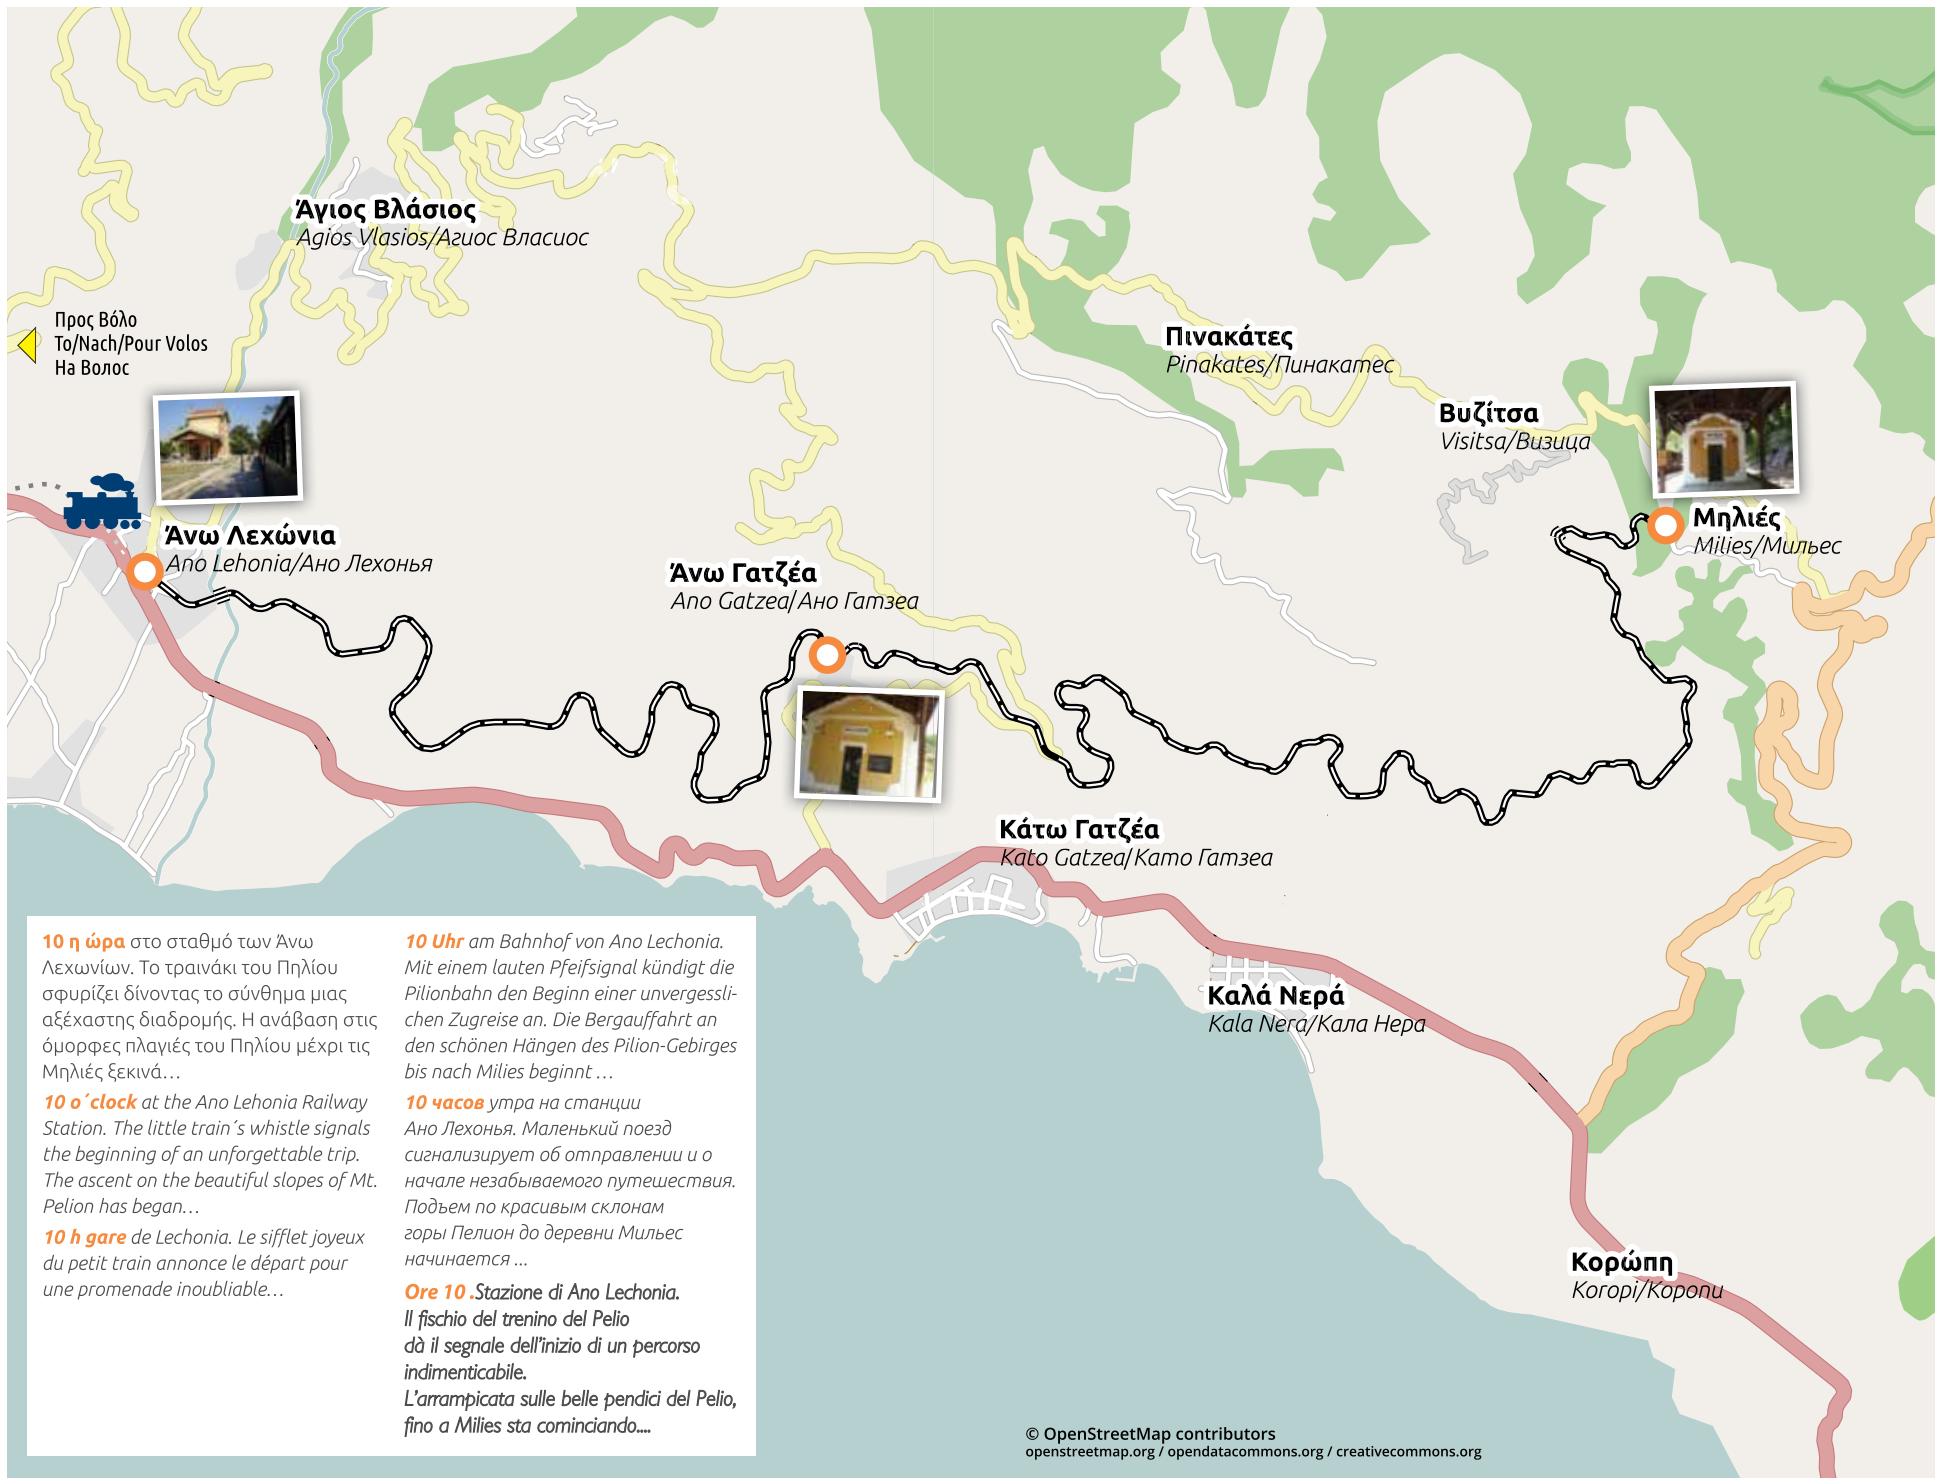 Άγιος Βλάσιος
Agios Vlasios/Агиос Власиос
Προς Βόλο
To/Nach/Pour Volos
На Волос
Πινακάτες
Pinakates/Пинакатес
Βυζίτσα
Visitsa/Визица
Μηλιές
Milies/Мильес
Άνω Λεχώνια
Ano Lehonia/Ано Лехонья
Άνω Γατζέα
Ano Gatzea/Ано Гатзеа
Κάτω Γατζέα
Kato Gatzea/Като Гатзеа
Καλά Νερά
Kala Nera/Кала Нера
Κορώπη
Koropi/Коропи
10 η ώρα στο σταθμό των Άνω
Λεχωνίων. Το τραινάκι του Πηλίου
σφυρίζει δίνοντας το σύνθημα μιας
αξέχαστης διαδρομής. Η ανάβαση στις
όμορφες πλαγιές του Πηλίου μέχρι τις
Μηλιές ξεκινά…
10 o´clock at the Ano Lehonia Railway
Station. The little train´s whistle signals
the beginning of an unforgettable trip.
The ascent on the beautiful slopes of Mt.
Pelion has began…
10 h gare de Lechonia. Le sifflet joyeux
du petit train annonce le départ pour
une promenade inoubliable…
10 Uhr am Bahnhof von Ano Lechonia.
Mit einem lauten Pfeifsignal kündigt die
Pilionbahn den Beginn einer unvergessli-
chen Zugreise an. Die Bergauffahrt an
den schönen Hängen des Pilion-Gebirges
bis nach Milies beginnt …
10 часов утра на станции
Ано Лехонья. Маленький поезд
сигнализирует об отправлении и о
начале незабываемого путешествия.
Подъем по красивым склонам
горы Пелион до деревни Мильес
начинается ...
Ore 10 .Stazione di Ano Lechonia.
Il fischio del trenino del Pelio
dà il segnale dell’inizio di un percorso
indimenticabile.
L’arrampicata sulle belle pendici del Pelio,
fino a Milies sta cominciando....
© OpenStreetMap contributors
openstreetmap.org / opendatacommons.org / creativecommons.org